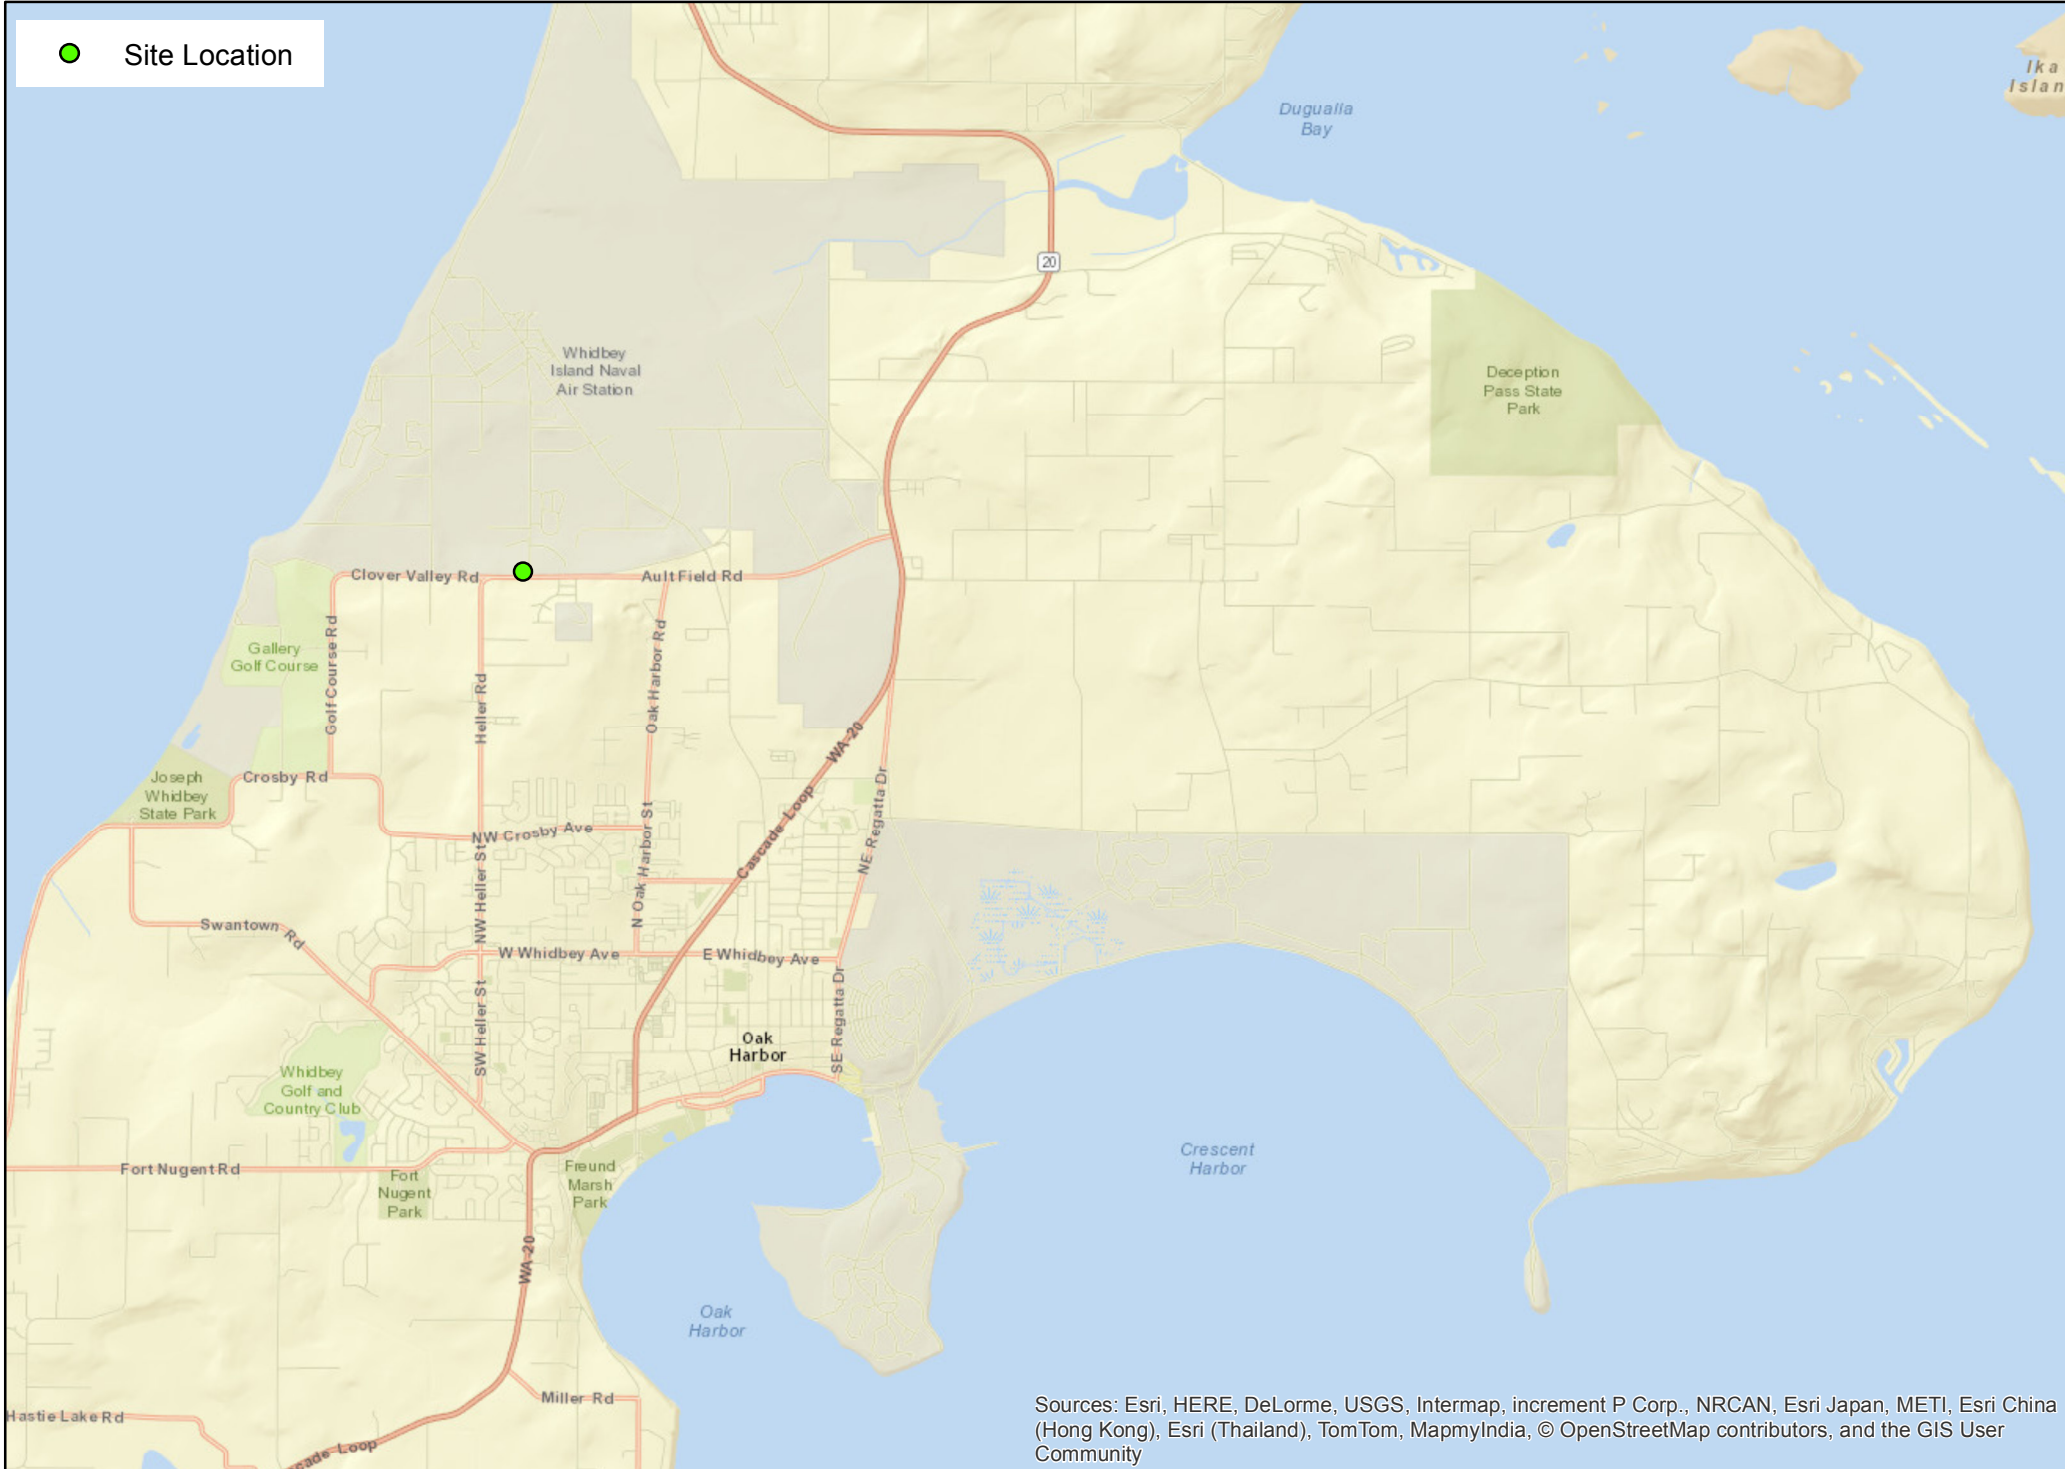 Site Location
Ika
Islan
Dugualla
Bay
20
Whidbey
Island Naval
Air Station
Deception
Pass State
Park
Clover Valley Rd
Ault Field Rd
Golf Course Rd
Gallery
Golf Course
Heller Rd
Oak Harbor Rd
WA-20
Joseph
Whidbey
State Park
Crosby Rd
NW Crosby Ave
N Oak Harbor St
Cascade Loop
NE Regatta Dr
NW Heller St
Swantown Rd
W Whidbey Ave
E Whidbey Ave
SW Heller St
SE Regatta Dr
Oak
Harbor
Whidbey
Golf and
Country Club
Fort Nugent Rd
Fort
Nugent
Park
Freund
Marsh
Park
Crescent
Harbor
WA-20
Oak
Harbor
Miller Rd
Hastie Lake Rd
cade Loop
Sources: Esri, HERE, DeLorme, USGS, Intermap, increment P Corp., NRCAN, Esri Japan, METI, Esri China
(Hong Kong), Esri (Thailand), TomTom, MapmyIndia, © OpenStreetMap contributors, and the GIS User
Community